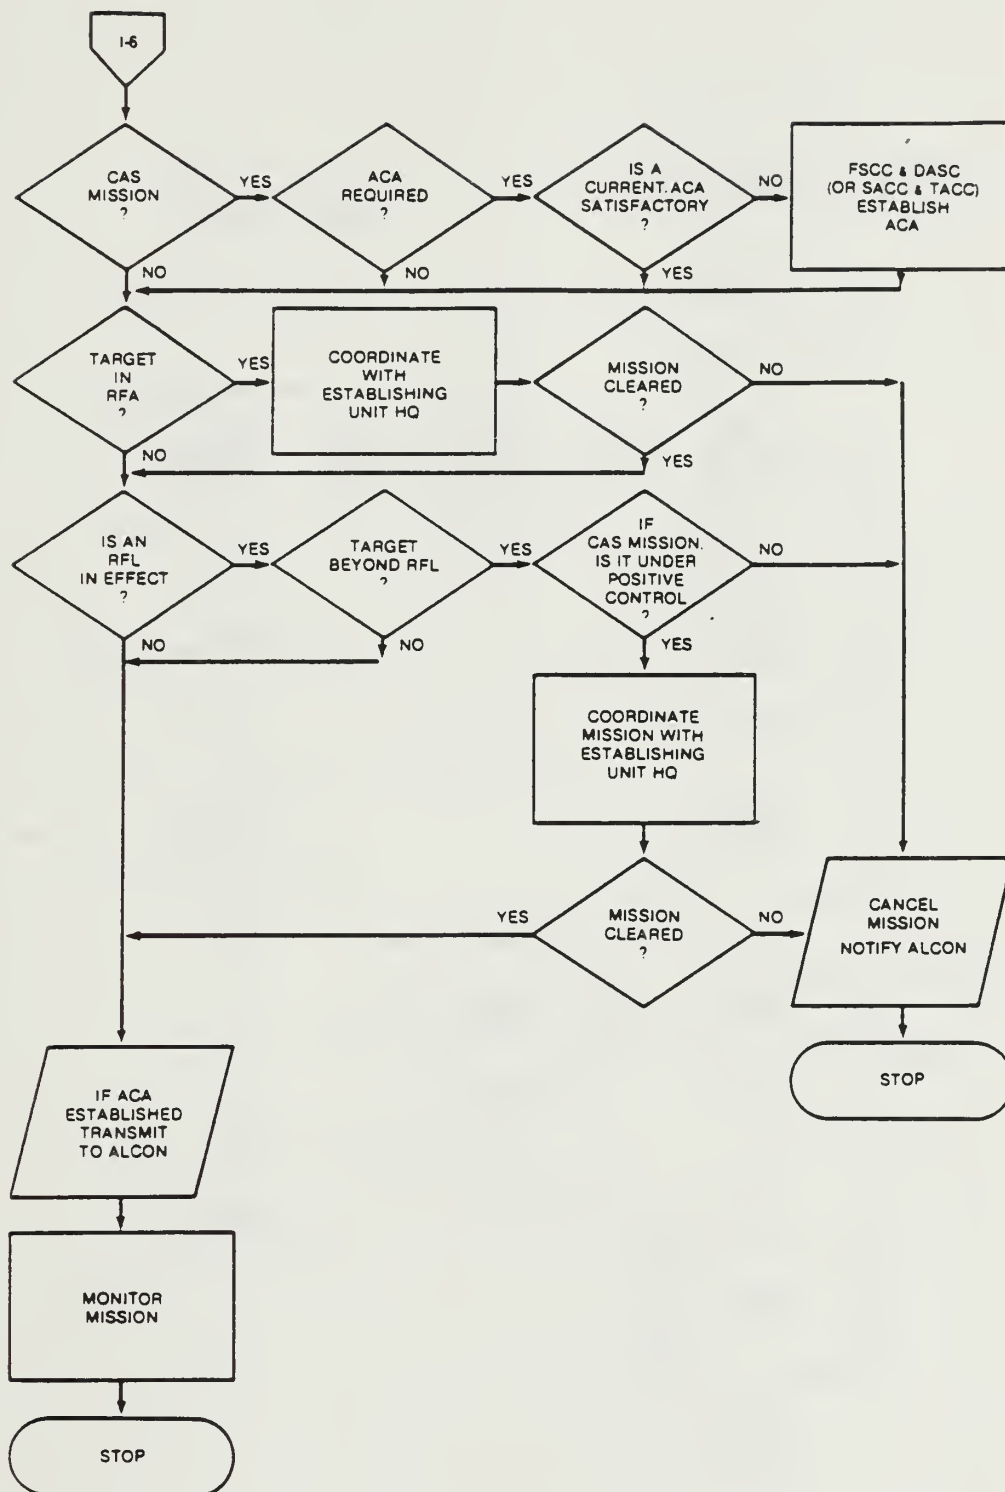 I-6
CAS
MISSION
?
YES
NO
ACA
REQUIRED
?
YES
NO
IS A
CURRENT. ACA
SATISFACTORY
?
NO
YES
FSCC & DASC
(OR SACC & TACC)
ESTABLISH
ACA
TARGET
IN
RFA
?
YES
NO
COORDINATE
WITH
ESTABLISHING
UNIT HQ
MISSION
CLEARED
?
NO
YES
IS AN
RFL
IN EFFECT
?
YES
NO
TARGET
BEYOND RFL
?
YES
NO
IF
CAS MISSION.
IS IT UNDER
POSITIVE
CONTROL
?
NO
YES
COORDINATE
MISSION WITH
ESTABLISHING
UNIT HQ
MISSION
CLEARED
?
YES
NO
CANCEL
MISSION
NOTIFY ALCON
STOP
IF ACA
ESTABLISHED
TRANSMIT
TO ALCON
MONITOR
MISSION
STOP